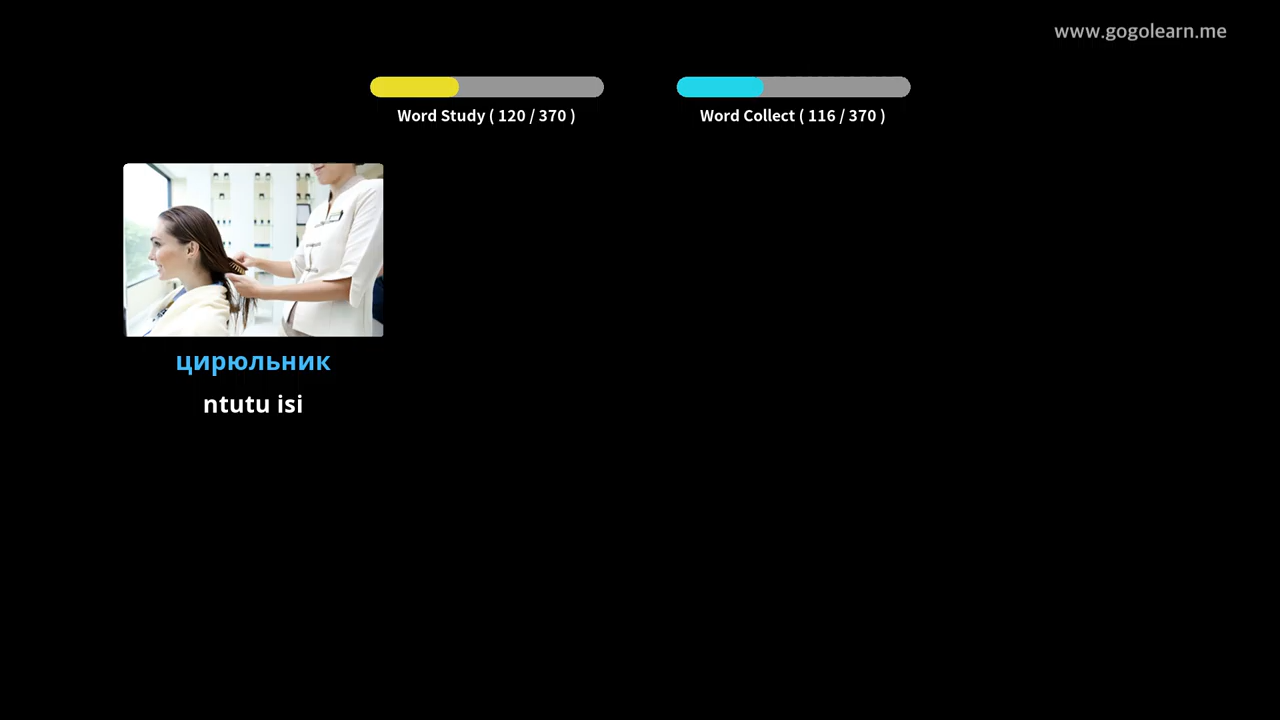 www.gogolearn.me
Word Study ( 120 / 370 )
Word Collect ( 116 / 370 )
цирюльник
ntutu isi